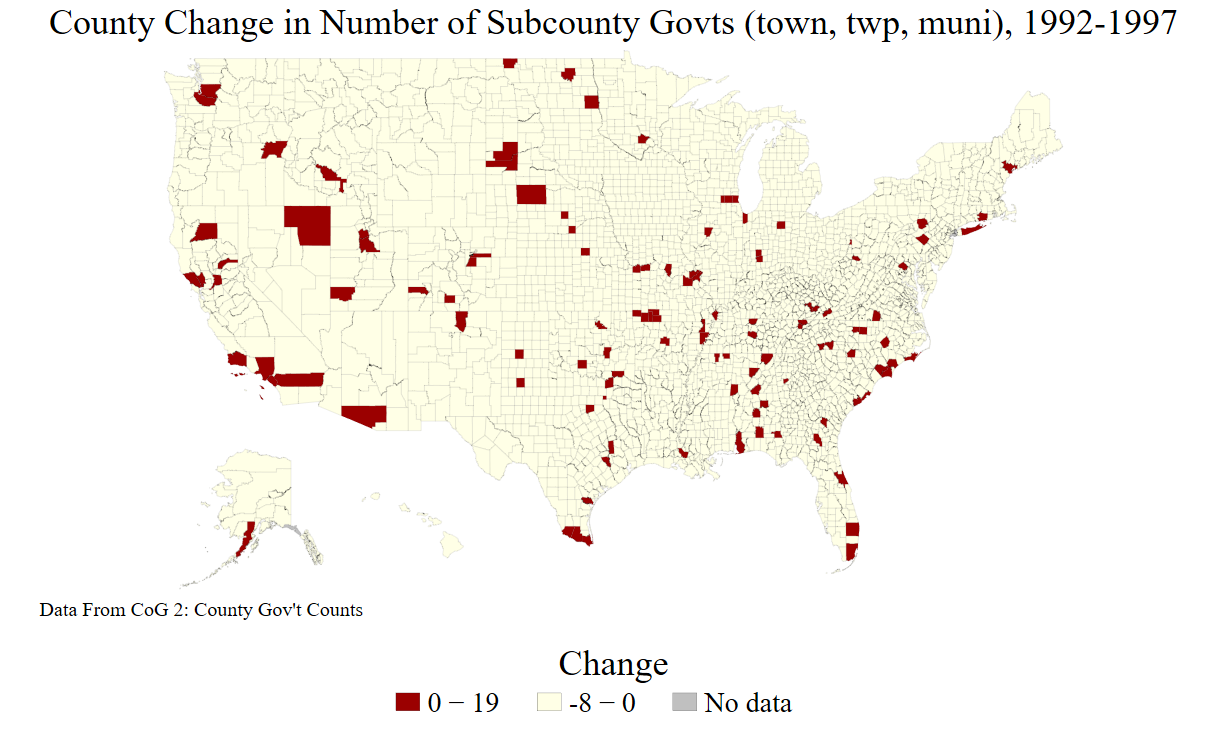 County Change in Number of Subcounty Govts (town, twp, muni), 1992-1997
Data From CoG 2: County Gov't Counts
Change
0 − 19 -8 − 0 No data